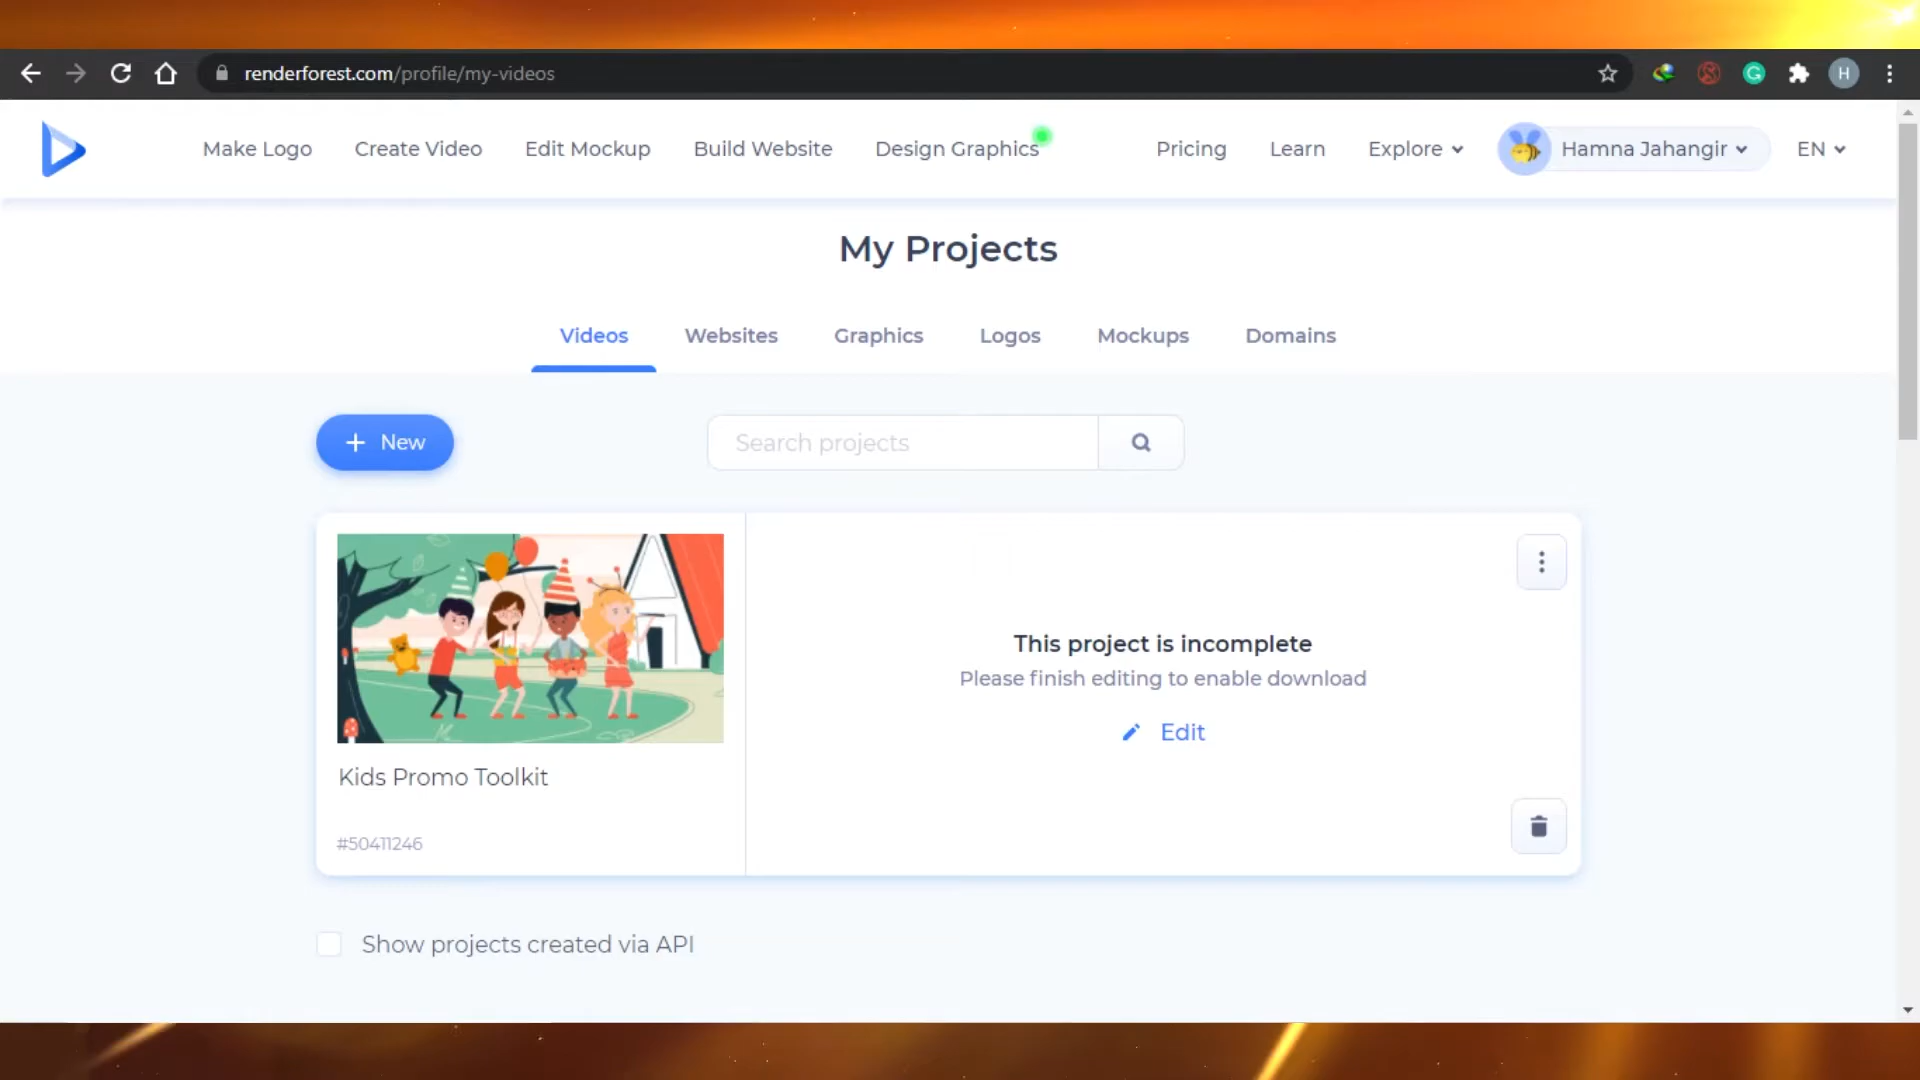 renderforest.com/profile/my-videos
H
Make Logo Create Video Edit Mockup Build Website Design Graphics Pricing Learn Explore Hamna Jahangir EN
My Projects
Videos Websites Graphics Logos Mockups Domains
+ New Search projects
This project is incomplete
Please finish editing to enable download
Edit
Kids Promo Toolkit
#50411246
Show projects created via API